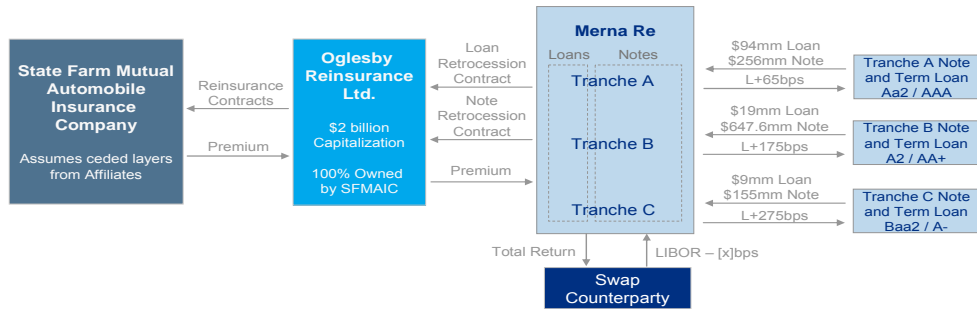 State Farm Mutual
Automobile
Insurance
Company
Assumes ceded layers
from Affiliates
Reinsurance
Contracts
Premium
Oglesby
Reinsurance
Ltd.
$2 billion
Capitalization
100% Owned
by SFMAIC
Loan
Retrocession
Contract
Note
Retrocession
Contract
Premium
Merna Re
Loans
Notes
Tranche A
Tranche B
Tranche C
$94mm Loan
$256mm Note
L+65bps
$19mm Loan
$647.6mm Note
L+175bps
$9mm Loan
$155mm Note
L+275bps
Tranche A Note
and Term Loan
Aa2 / AAA
Tranche B Note
and Term Loan
A2 / AA+
Tranche C Note
and Term Loan
Baa2 / A-
Total Return
LIBOR – [x]bps
Swap
Counterparty